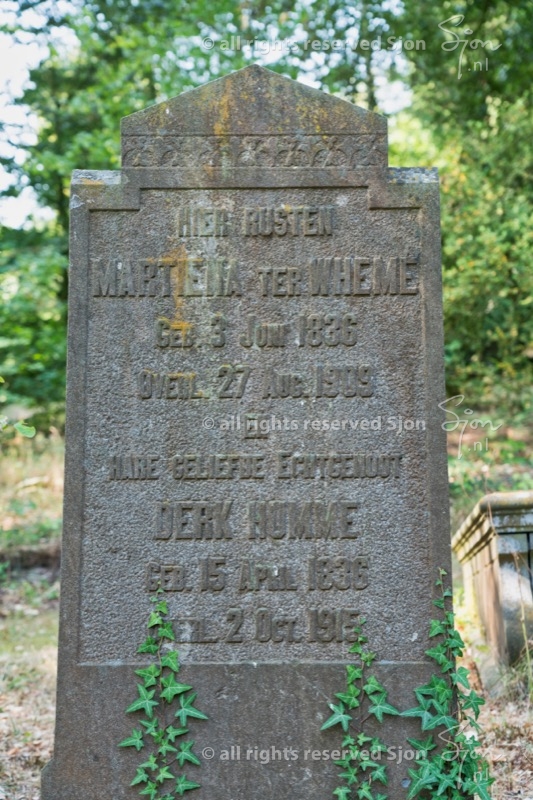 © all rights reserved Sjon
Sjon.nl
HIER RUSTEN
MARTIENA TER WHEME
GEB. 3 JUNI 1836
OVERL. 27 AUG. 1909
© all rights reserved Sjon
EN
Sjon.nl
HARE GELIEFDE ECHTGENOOT
DERK HUMME
GEB. 15 APRIL 1836
OVERL. 2 OCT. 1915
© all rights reserved Sjon
Sjon.nl